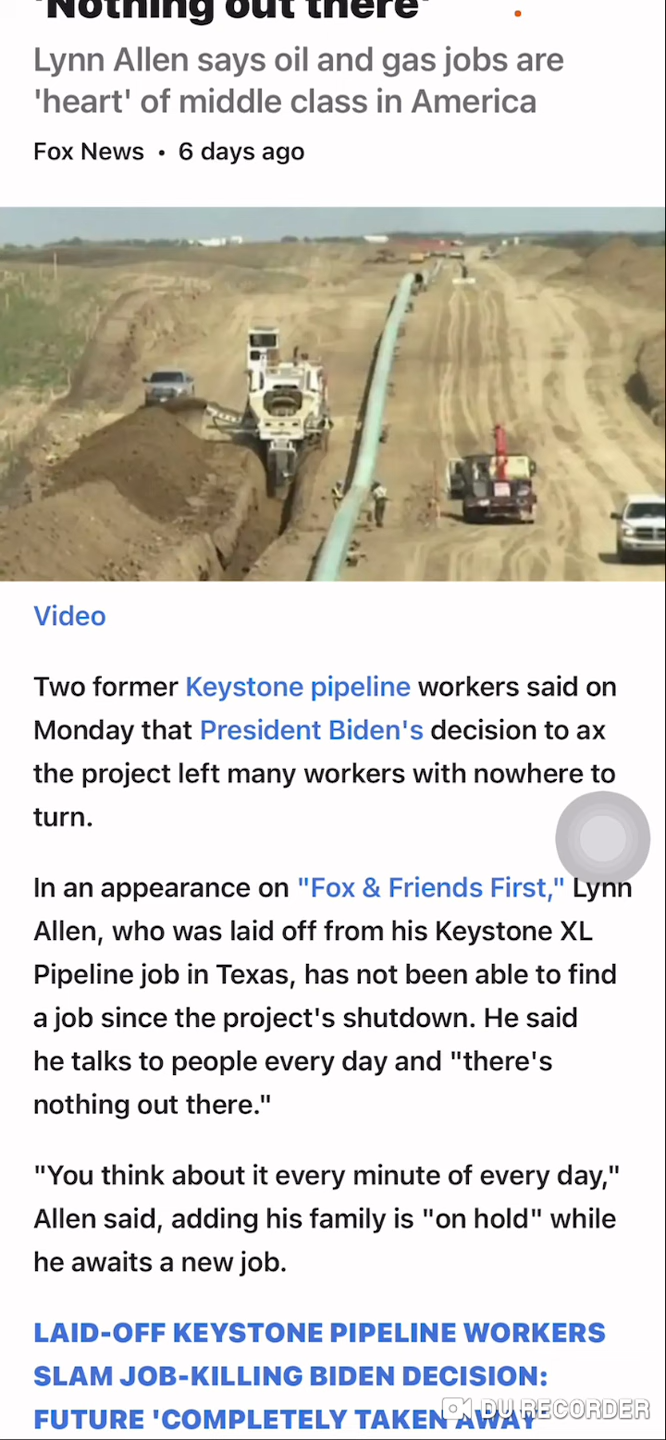 'Nothing out there'
Lynn Allen says oil and gas jobs are
'heart' of middle class in America
Fox News • 6 days ago
Video
Two former Keystone pipeline workers said on
Monday that President Biden's decision to ax
the project left many workers with nowhere to
turn.
In an appearance on "Fox & Friends First," Lynn
Allen, who was laid off from his Keystone XL
Pipeline job in Texas, has not been able to find
a job since the project's shutdown. He said
he talks to people every day and "there's
nothing out there."
"You think about it every minute of every day,"
Allen said, adding his family is "on hold" while
he awaits a new job.
LAID-OFF KEYSTONE PIPELINE WORKERS
SLAM JOB-KILLING BIDEN DECISION:
FUTURE 'COMPLETELY TAKEN AWAY'
DU RECORDER